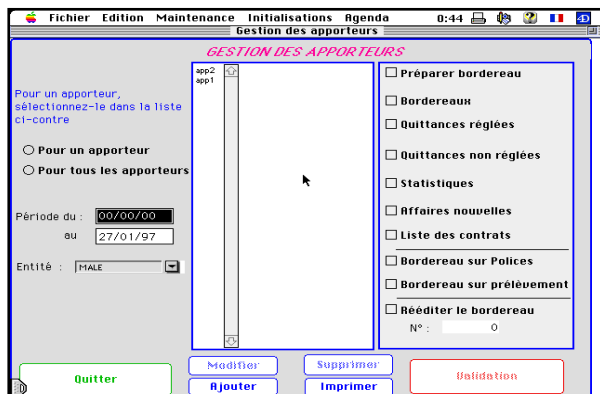 Fichier Edition Maintenance Initialisations Agenda 0:44
Gestion des apporteurs
GESTION DES APPORTEURS
app2
app1
Pour un apporteur,
sélectionnez-le dans la liste
ci-contre
Pour un apporteur
Pour tous les apporteurs
Période du : 00/00/00
au 27/01/97
Entité : MALE
Préparer bordereau
Bordereaux
Quittances réglées
Quittances non réglées
Statistiques
Affaires nouvelles
Liste des contrats
Bordereau sur Polices
Bordereau sur prélèvement
Rééditer le bordereau
N° : 0
Quitter
Modifier
Supprimer
Ajouter
Imprimer
Validation